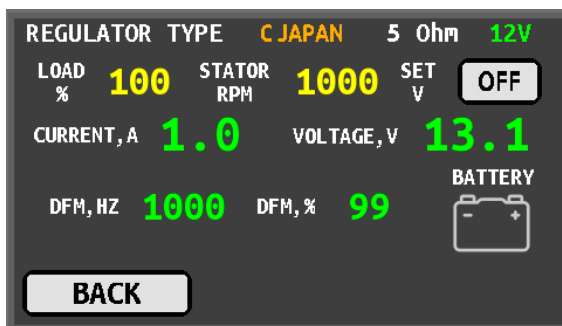 REGULATOR TYPE C JAPAN 5 Ohm 12V
LOAD % 100 STATOR RPM 1000 SET V OFF
CURRENT,A 1.0 VOLTAGE,V 13.1
BATTERY
DFM,HZ 1000 DFM,% 99
- +
BACK